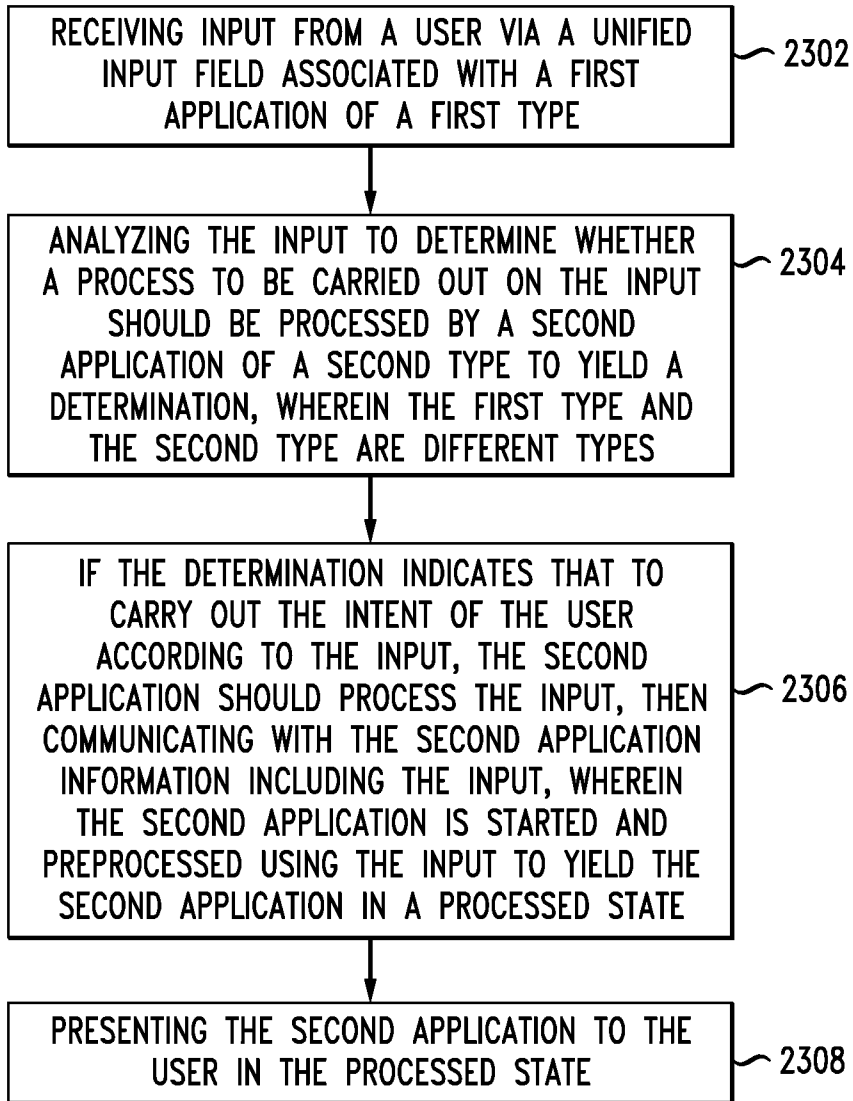 RECEIVING INPUT FROM A USER VIA A UNIFIED
INPUT FIELD ASSOCIATED WITH A FIRST
APPLICATION OF A FIRST TYPE
2302
ANALYZING THE INPUT TO DETERMINE WHETHER
A PROCESS TO BE CARRIED OUT ON THE INPUT
SHOULD BE PROCESSED BY A SECOND
APPLICATION OF A SECOND TYPE TO YIELD A
DETERMINATION, WHEREIN THE FIRST TYPE AND
THE SECOND TYPE ARE DIFFERENT TYPES
2304
IF THE DETERMINATION INDICATES THAT TO
CARRY OUT THE INTENT OF THE USER
ACCORDING TO THE INPUT, THE SECOND
APPLICATION SHOULD PROCESS THE INPUT, THEN
COMMUNICATING WITH THE SECOND APPLICATION
INFORMATION INCLUDING THE INPUT, WHEREIN
THE SECOND APPLICATION IS STARTED AND
PREPROCESSED USING THE INPUT TO YIELD THE
SECOND APPLICATION IN A PROCESSED STATE
2306
PRESENTING THE SECOND APPLICATION TO THE
USER IN THE PROCESSED STATE
2308